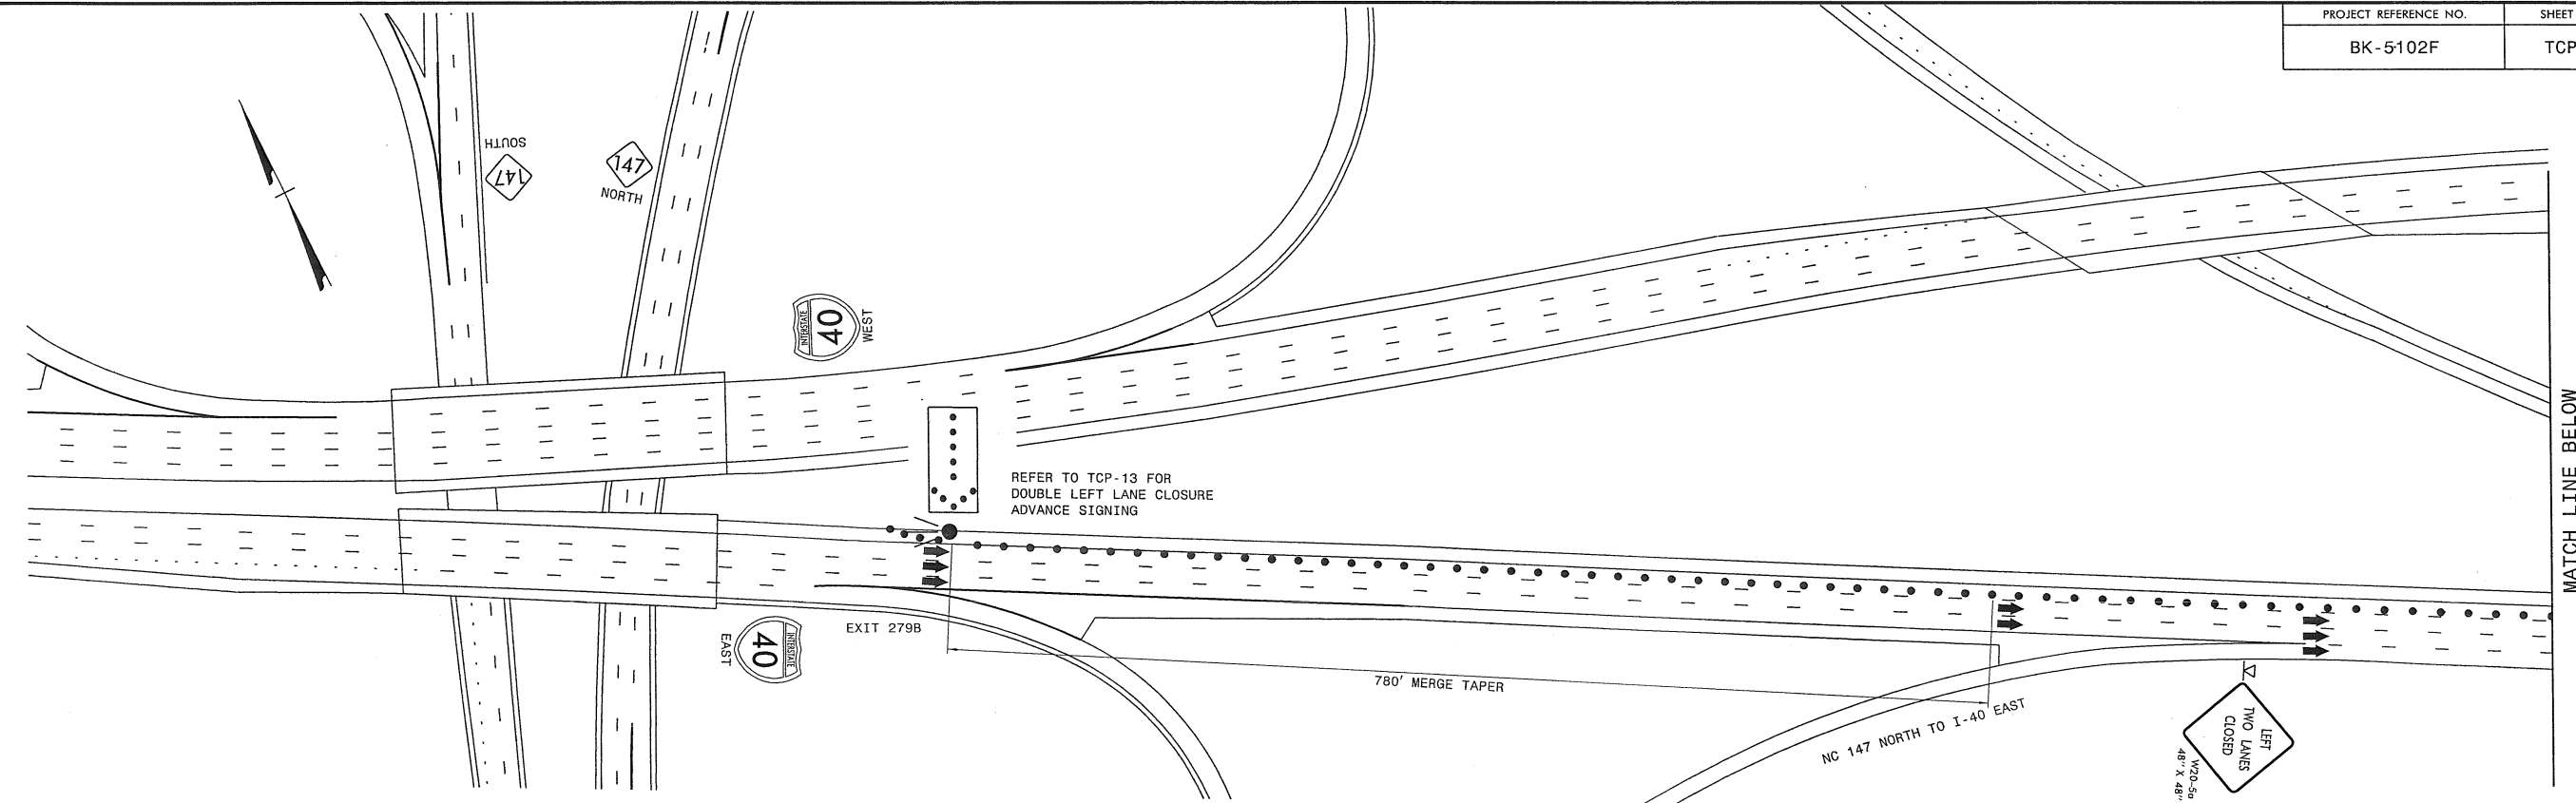 PROJECT REFERENCE NO.
SHEET
BK-5102F
TCP
SOUTH
147
147
NORTH
INTERSTATE
40
WEST
REFER TO TCP-13 FOR
DOUBLE LEFT LANE CLOSURE
ADVANCE SIGNING
EXIT 279B
EAST
INTERSTATE
40
780' MERGE TAPER
NC 147 NORTH TO I-40 EAST
LEFT
TWO LANES
CLOSED
W20-5a
48" X 48"
MATCH LINE BELOW